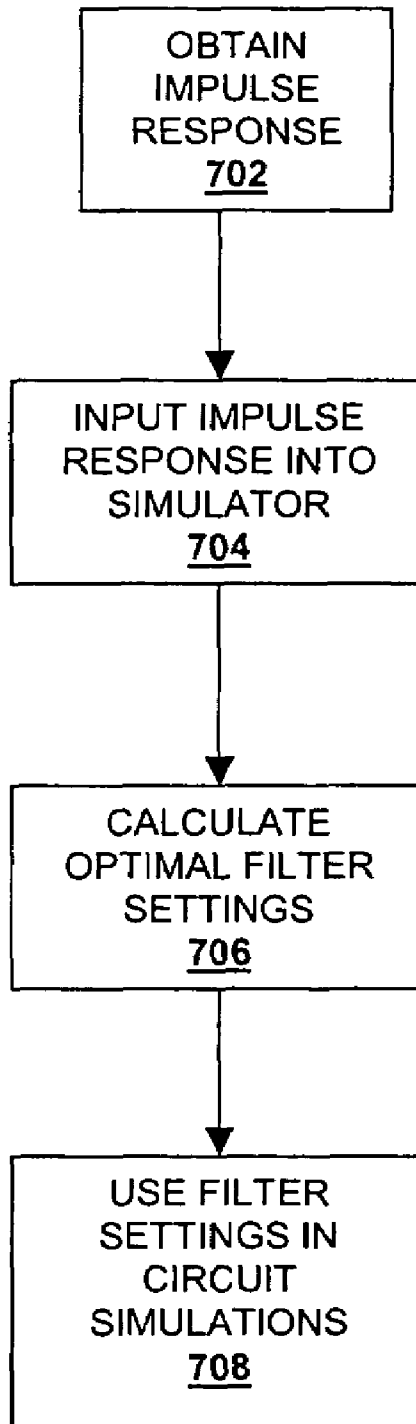 OBTAIN
IMPULSE
RESPONSE
702
INPUT IMPULSE
RESPONSE INTO
SIMULATOR
704
CALCULATE
OPTIMAL FILTER
SETTINGS
706
USE FILTER
SETTINGS IN
CIRCUIT
SIMULATIONS
708